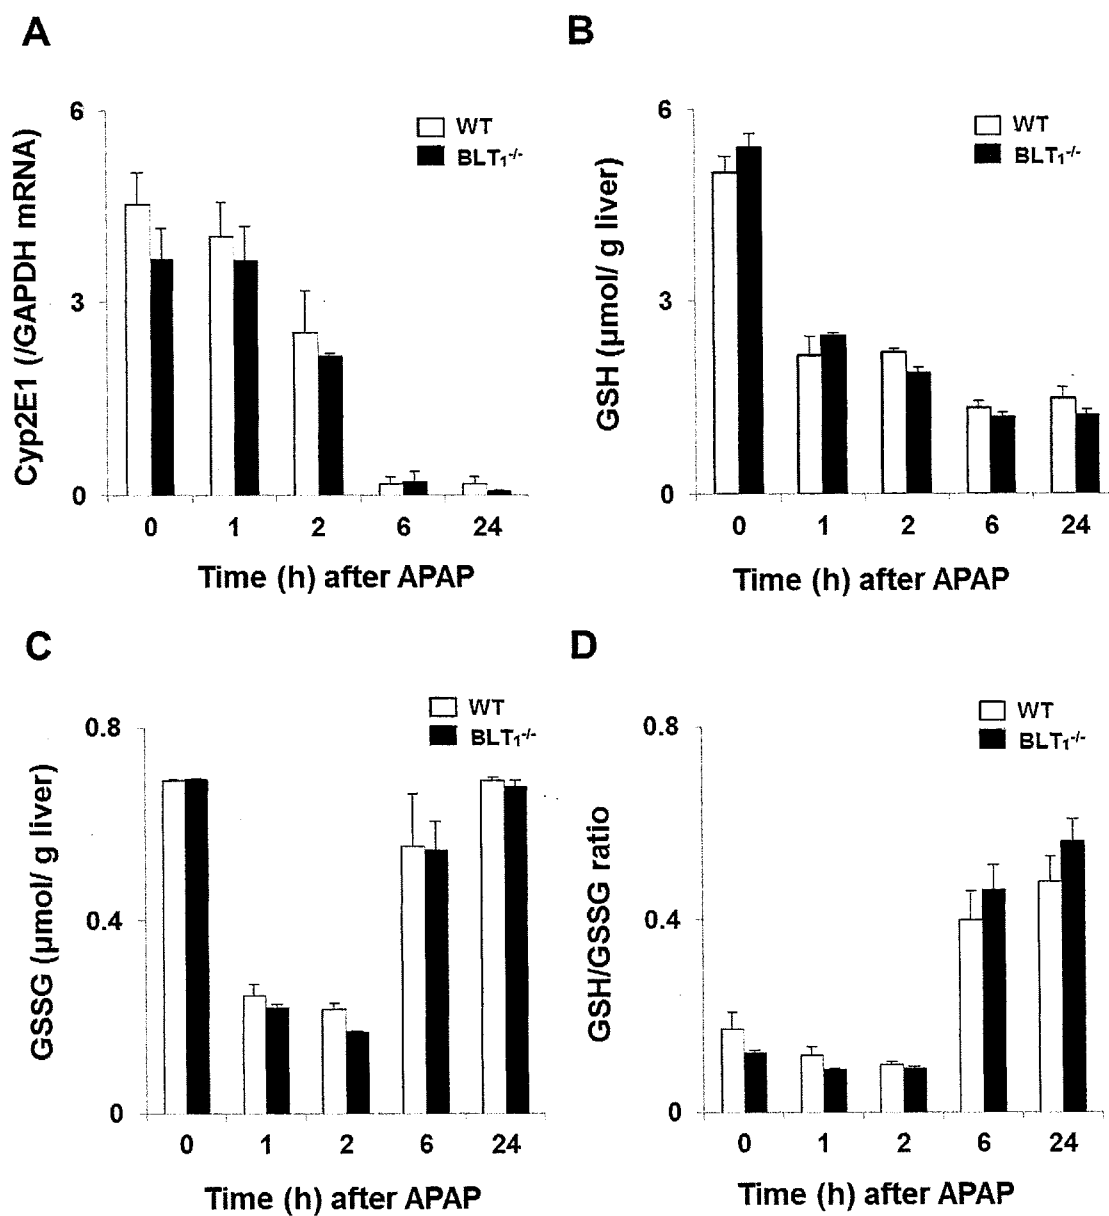 A
Cyp2E1 (/GAPDH mRNA)
6
3
0
WT
BLT₁⁻/⁻
0 1 2 6 24
Time (h) after APAP
B
GSH (μmol/ g liver)
6
3
0
WT
BLT₁⁻/⁻
0 1 2 6 24
Time (h) after APAP
C
GSSG (μmol/ g liver)
0.8
0.4
0
WT
BLT₁⁻/⁻
0 1 2 6 24
Time (h) after APAP
D
GSH/GSSG ratio
0.8
0.4
0
WT
BLT₁⁻/⁻
0 1 2 6 24
Time (h) after APAP